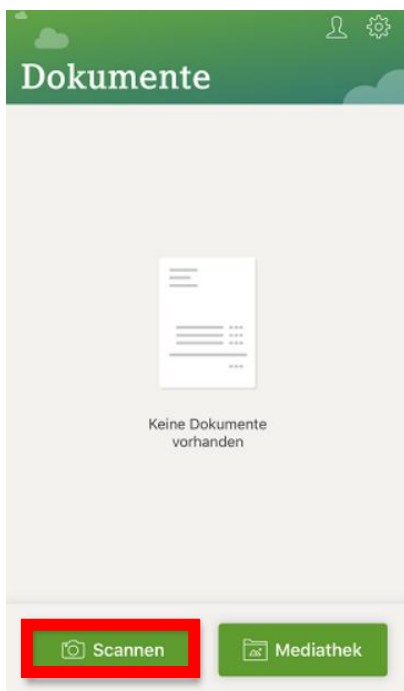 Dokumente
Keine Dokumente
vorhanden
Scannen
Mediathek